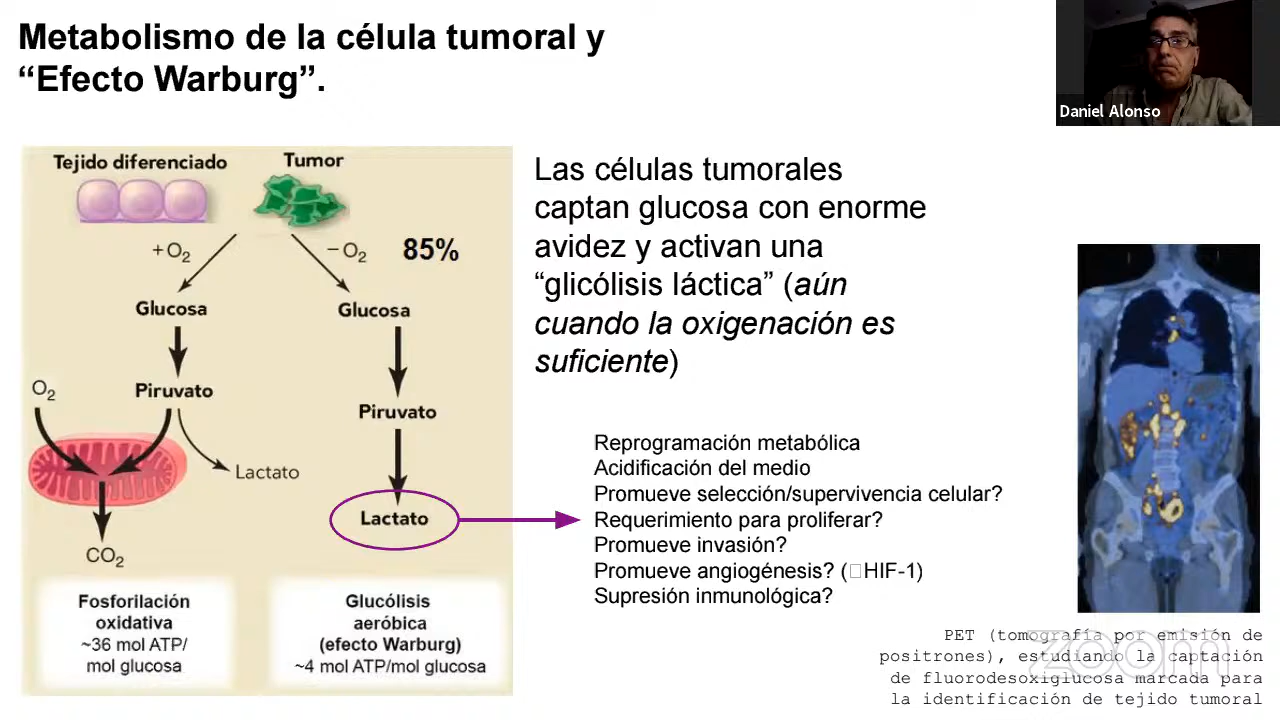 Metabolismo de la célula tumoral y
“Efecto Warburg”.
Daniel Alonso
Tejido diferenciado
Tumor
+O2
−O2
85%
Glucosa
Glucosa
O2
Piruvato
Piruvato
Lactato
Lactato
CO2
Fosforilación
oxidativa
~36 mol ATP/
mol glucosa
Glucólisis
aeróbica
(efecto Warburg)
~4 mol ATP/mol glucosa
Las células tumorales
captan glucosa con enorme
avidez y activan una
“glicólisis láctica” (aún
cuando la oxigenación es
suficiente)
Reprogramación metabólica
Acidificación del medio
Promueve selección/supervivencia celular?
Requerimiento para proliferar?
Promueve invasión?
Promueve angiogénesis? (□HIF-1)
Supresión inmunológica?
PET (tomografía por emisión de
positrones), estudiando la captación
de fluorodesoxiglucosa marcada para
la identificación de tejido tumoral
zoom